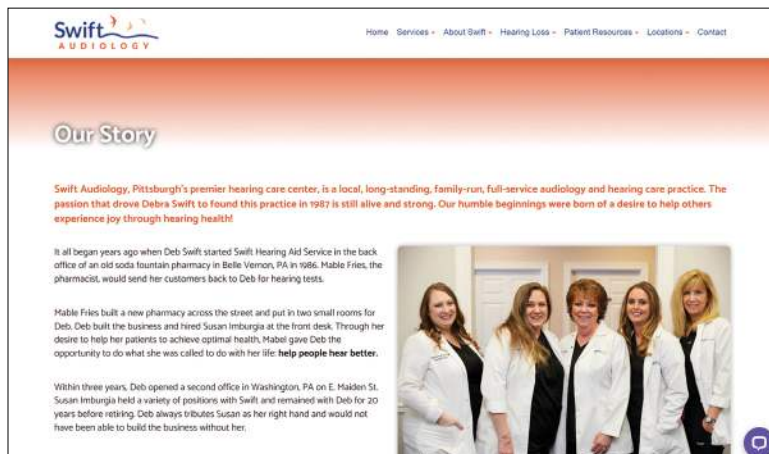 Swift
AUDIOLOGY
Home Services About Swift Hearing Loss Patient Resources Locations Contact
Our Story
Swift Audiology, Pittsburgh's premier hearing care center, is a local, long-standing, family-run, full-service audiology and hearing care practice. The
passion that drove Debra Swift to found this practice in 1987 is still alive and strong. Our humble beginnings were born of a desire to help others
experience joy through hearing health!
It all began years ago when Deb Swift started Swift Hearing Aid Service in the back
office of an old soda fountain pharmacy in Belle Vernon, PA in 1986. Mable Fries, the
pharmacist, would send her customers back to Deb for hearing tests.
Mable Fries built a new pharmacy across the street and put in two small rooms for
Deb. Deb built the business and hired Susan Imburgia at the front desk. Through her
desire to help her patients to achieve optimal health, Mabel gave Deb the
opportunity to do what she was called to do with her life: help people hear better.
Within three years, Deb opened a second office in Washington, PA on E. Maiden St.
Susan Imburgia held a variety of positions with Swift and remained with Deb for 20
years before retiring. Deb always tributes Susan as her right hand and would not
have been able to build the business without her.